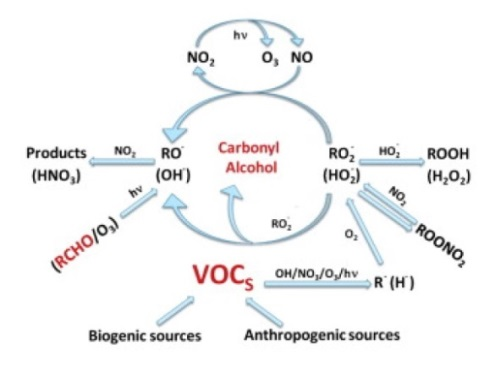 hν
NO₂ O₃ NO
Products NO₂ RO˙ Carbonyl RO₂˙ HO₂˙ ROOH
(HNO₃) (OH˙) Alcohol (HO₂˙) (H₂O₂)
hν NO₂
(RCHO/O₃) RO₂˙ O₂ ROONO₂
VOCS OH/NO₃/O₃/hν R˙(H˙)
Biogenic sources Anthropogenic sources